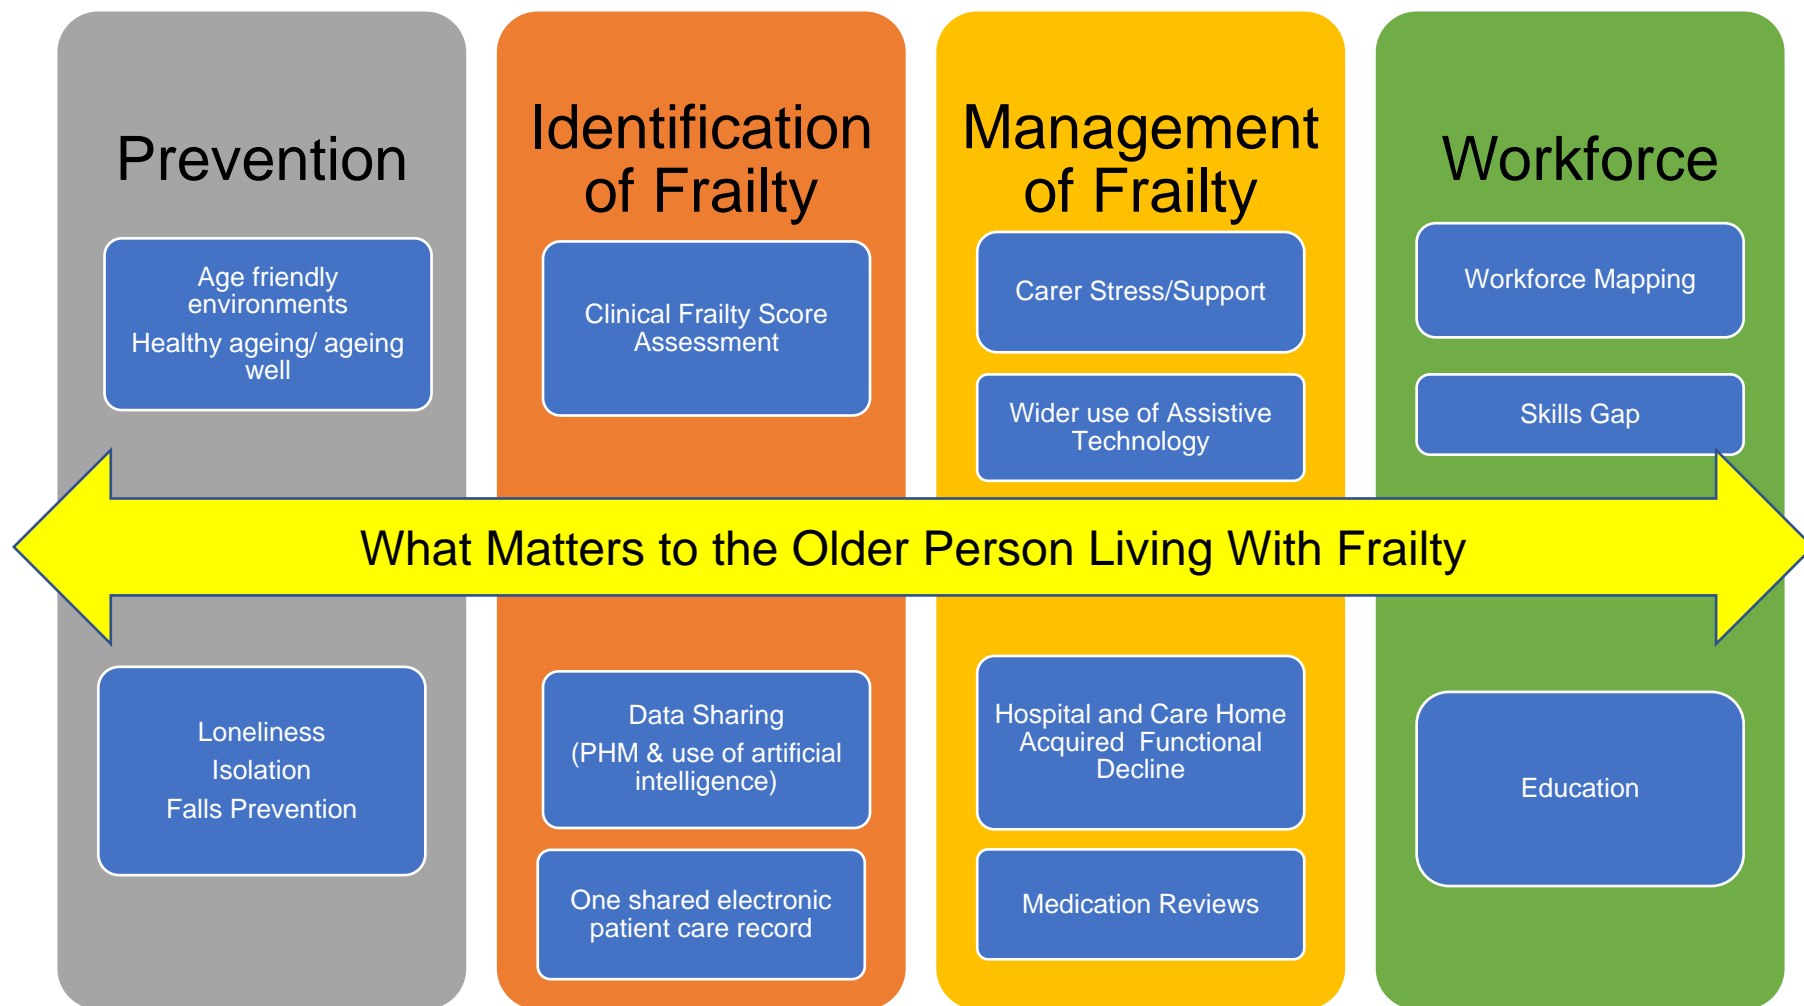 Prevention
Age friendly
environments
Healthy ageing/ ageing
well
Loneliness
Isolation
Falls Prevention
Identification
of Frailty
Clinical Frailty Score
Assessment
Data Sharing
(PHM & use of artificial
intelligence)
One shared electronic
patient care record
Management
of Frailty
Carer Stress/Support
Wider use of Assistive
Technology
Hospital and Care Home
Acquired Functional
Decline
Medication Reviews
Workforce
Workforce Mapping
Skills Gap
Education
What Matters to the Older Person Living With Frailty